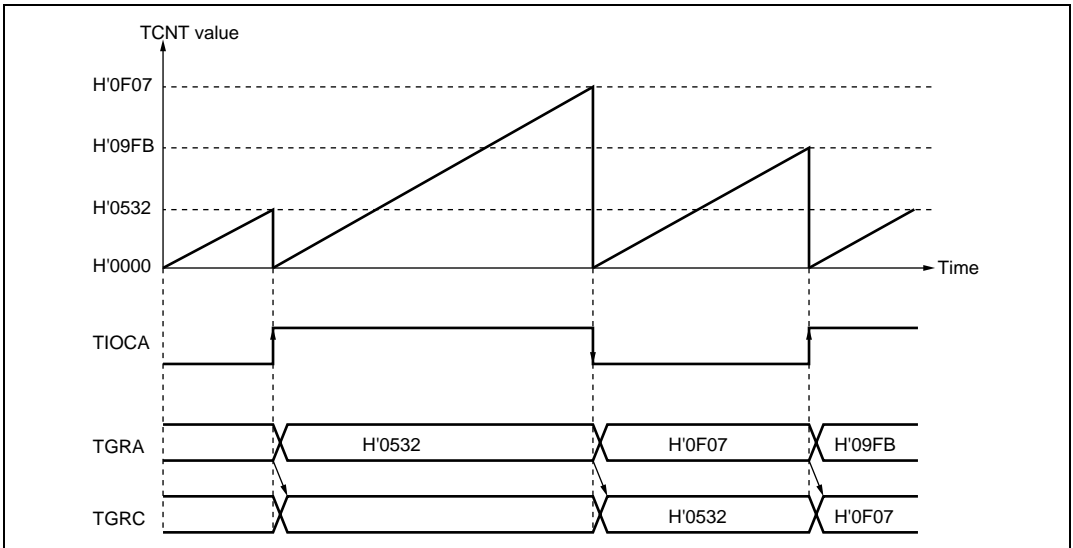 TCNT value
H'0F07
H'09FB
H'0532
H'0000
Time
TIOCA
TGRA
H'0532
H'0F07
H'09FB
TGRC
H'0532
H'0F07